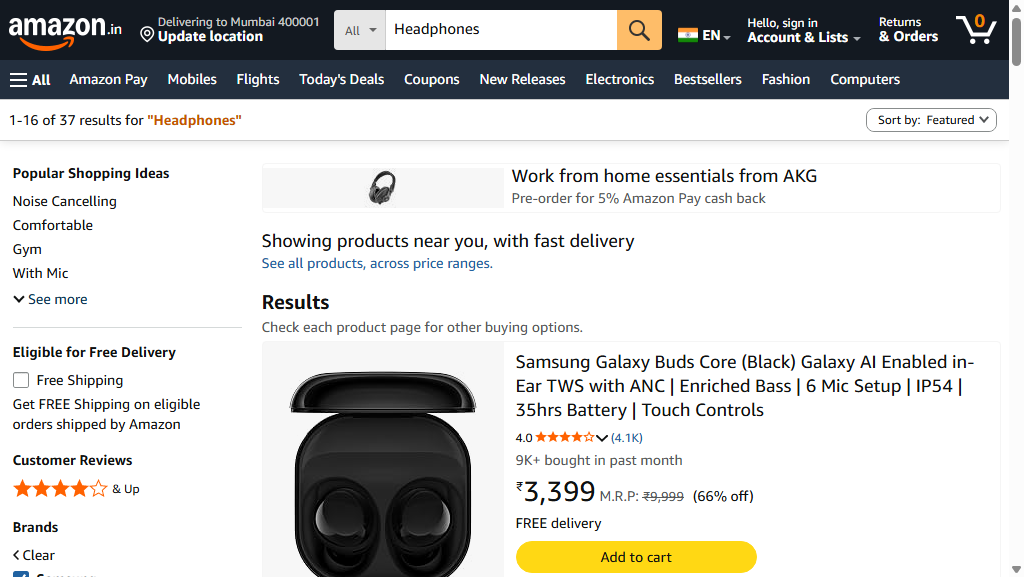 amazon.in
Delivering to Mumbai 400001
Update location
All
Headphones
EN
Hello, sign in
Account & Lists
Returns
& Orders
0
All
Amazon Pay
Mobiles
Flights
Today's Deals
Coupons
New Releases
Electronics
Bestsellers
Fashion
Computers
1-16 of 37 results for "Headphones"
Sort by: Featured
Popular Shopping Ideas
Noise Cancelling
Comfortable
Gym
With Mic
See more
Eligible for Free Delivery
Free Shipping
Get FREE Shipping on eligible
orders shipped by Amazon
Customer Reviews
& Up
Brands
Clear
Work from home essentials from AKG
Pre-order for 5% Amazon Pay cash back
Showing products near you, with fast delivery
See all products, across price ranges.
Results
Check each product page for other buying options.
Samsung Galaxy Buds Core (Black) Galaxy AI Enabled in-
Ear TWS with ANC | Enriched Bass | 6 Mic Setup | IP54 |
35hrs Battery | Touch Controls
4.0 (4.1K)
9K+ bought in past month
₹3,399 M.R.P: ₹9,999 (66% off)
FREE delivery
Add to cart